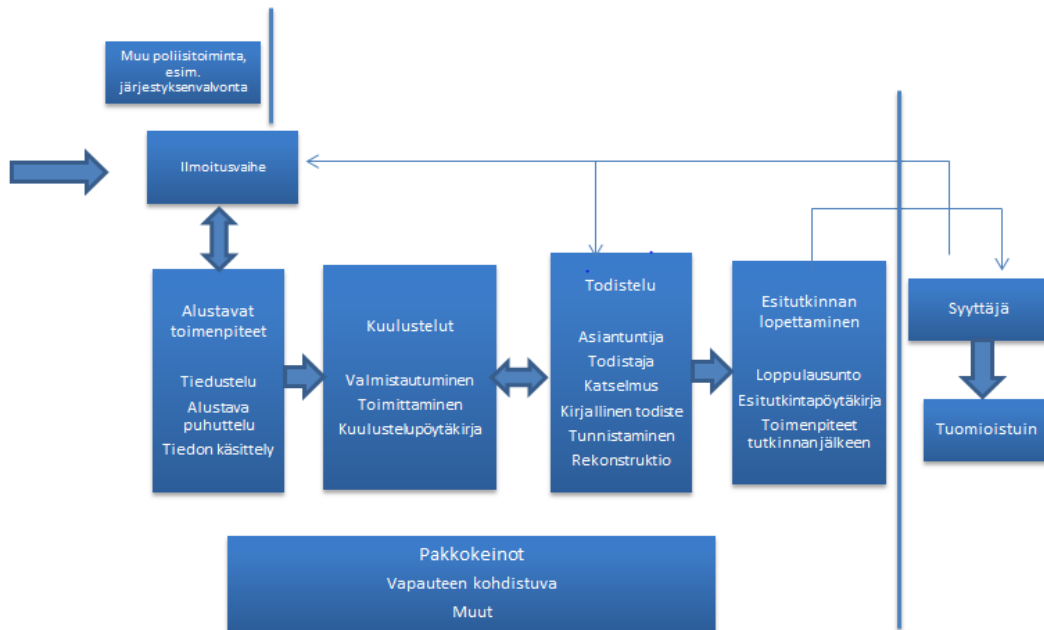 Muu poliisitoiminta,
esim.
järjestyksenvalvonta
Ilmoitusvaihe
Alustavat
toimenpiteet
Tiedustelu
Alustava
puhuttelu
Tiedon käsittely
Kuulustelut
Valmistautuminen
Toimittaminen
Kuulustelupöytäkirja
Todistelu
Asiantuntija
Todistaja
Katselmus
Kirjallinen todiste
Tunnistaminen
Rekonstruktio
Esitutkinnan
lopettaminen
Loppulausunto
Esitutkintapöytäkirja
Toimenpiteet
tutkinnan jälkeen
Syyttäjä
Tuomioistuin
Pakkokeinot
Vapauteen kohdistuva
Muut